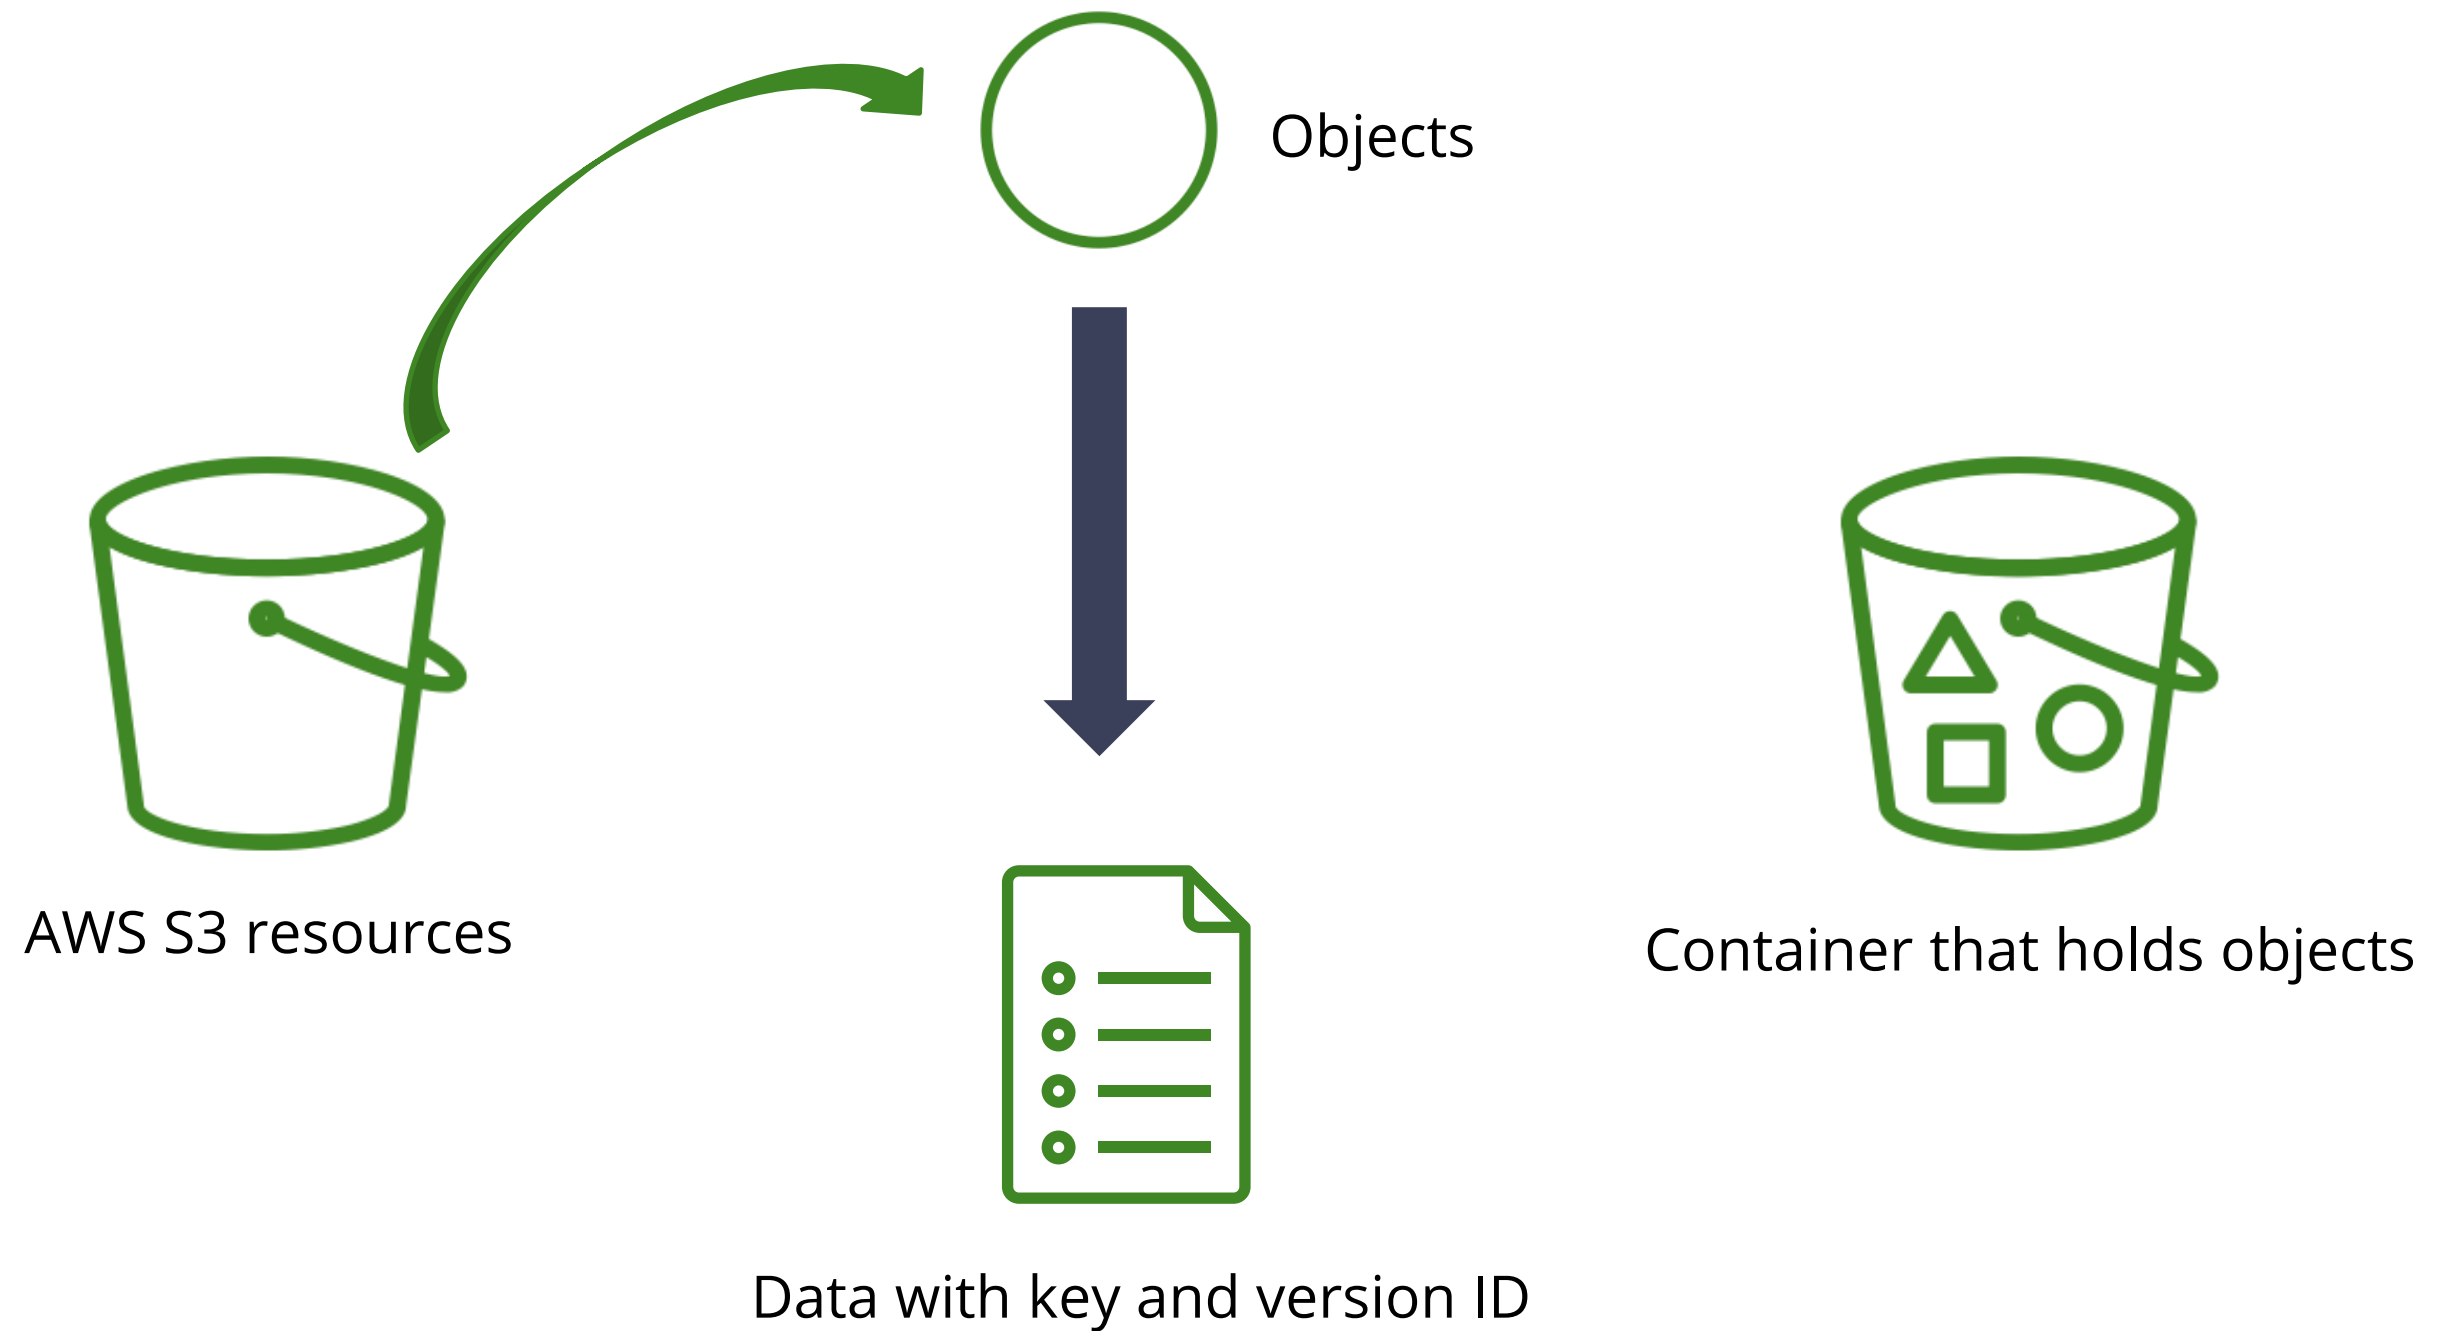 Objects
AWS S3 resources
Container that holds objects
Data with key and version ID